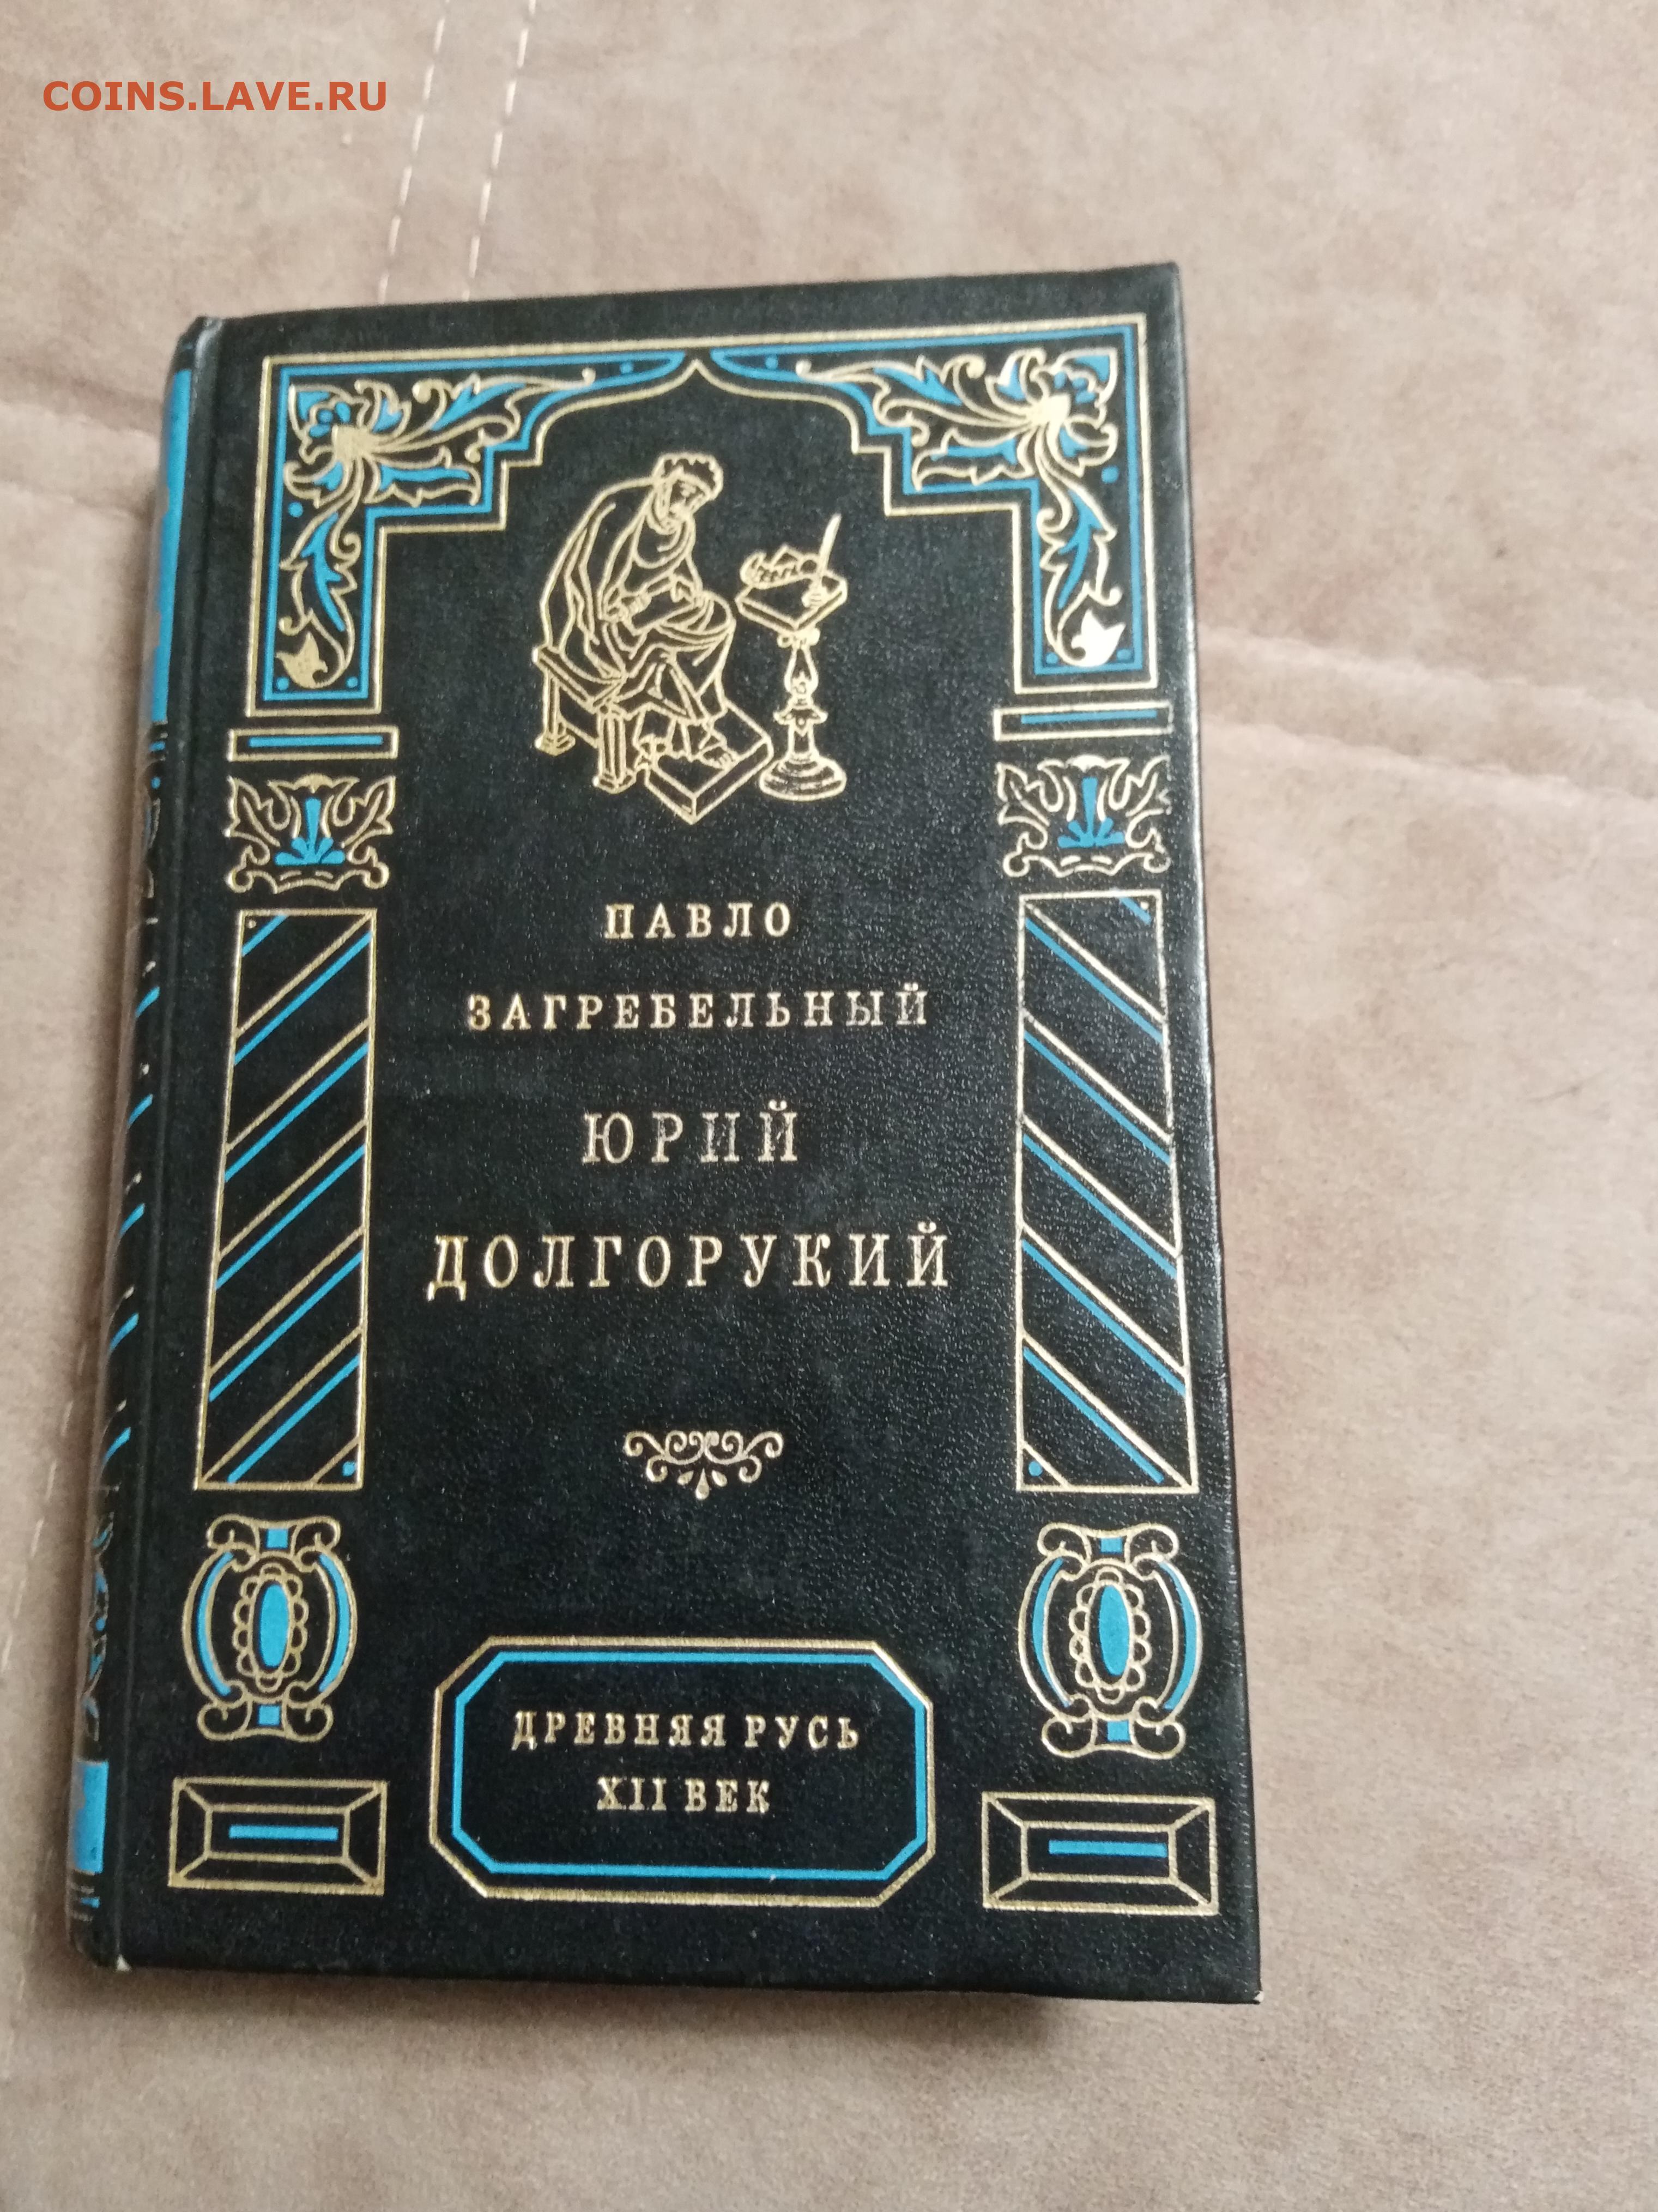 COINS.LAVE.RU
ПАВЛО
ЗАГРЕБЕЛЬНЫЙ
ЮРИЙ
ДОЛГОРУКИЙ
ДРЕВНЯЯ РУСЬ
XII ВЕК